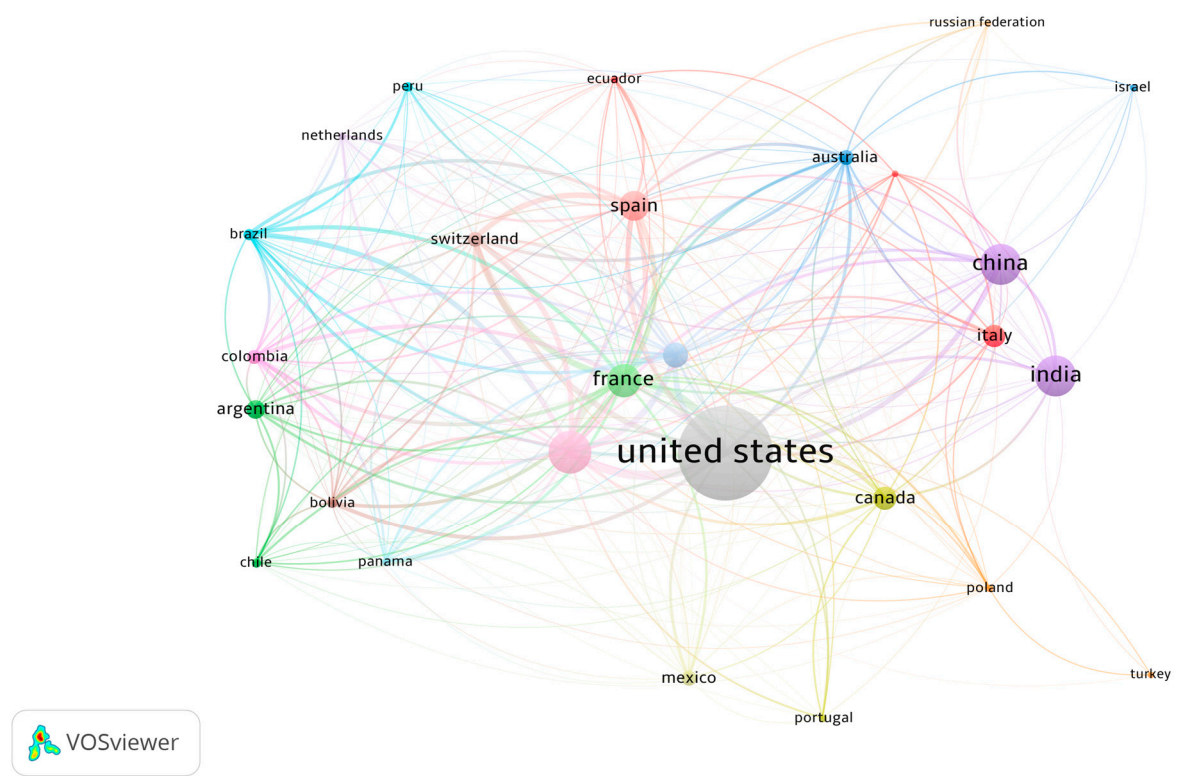 russian federation
ecuador
peru
israel
netherlands
australia
spain
brazil
switzerland
china
italy
colombia
india
france
argentina
united states
canada
bolivia
chile
panama
poland
mexico
turkey
portugal
VOSviewer